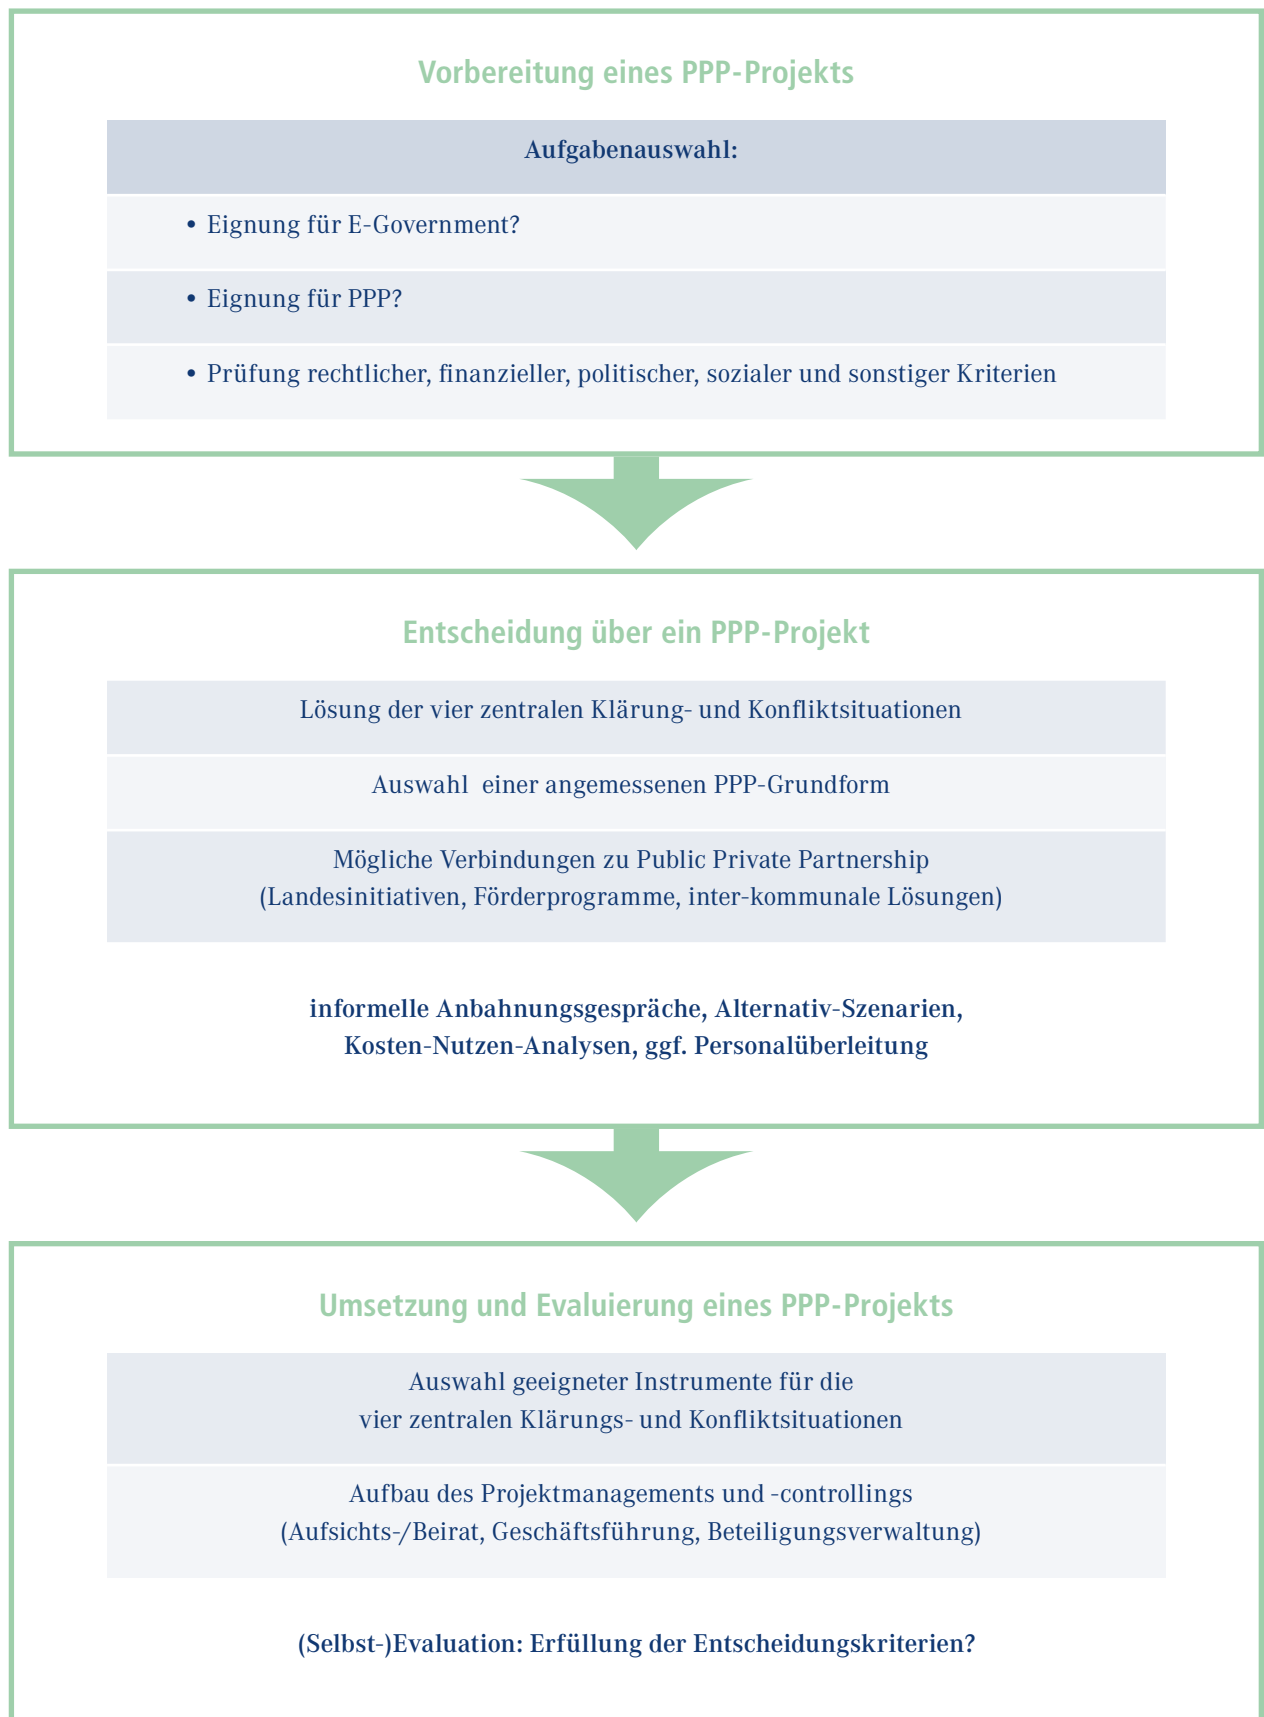 Vorbereitung eines PPP-Projekts
Aufgabenauswahl:
• Eignung für E-Government?
• Eignung für PPP?
• Prüfung rechtlicher, finanzieller, politischer, sozialer und sonstiger Kriterien
Entscheidung über ein PPP-Projekt
Lösung der vier zentralen Klärung- und Konfliktsituationen
Auswahl einer angemessenen PPP-Grundform
Mögliche Verbindungen zu Public Private Partnership
(Landesinitiativen, Förderprogramme, inter-kommunale Lösungen)
informelle Anbahnungsgespräche, Alternativ-Szenarien,
Kosten-Nutzen-Analysen, ggf. Personalüberleitung
Umsetzung und Evaluierung eines PPP-Projekts
Auswahl geeigneter Instrumente für die
vier zentralen Klärungs- und Konfliktsituationen
Aufbau des Projektmanagements und -controllings
(Aufsichts-/Beirat, Geschäftsführung, Beteiligungsverwaltung)
(Selbst-)Evaluation: Erfüllung der Entscheidungskriterien?